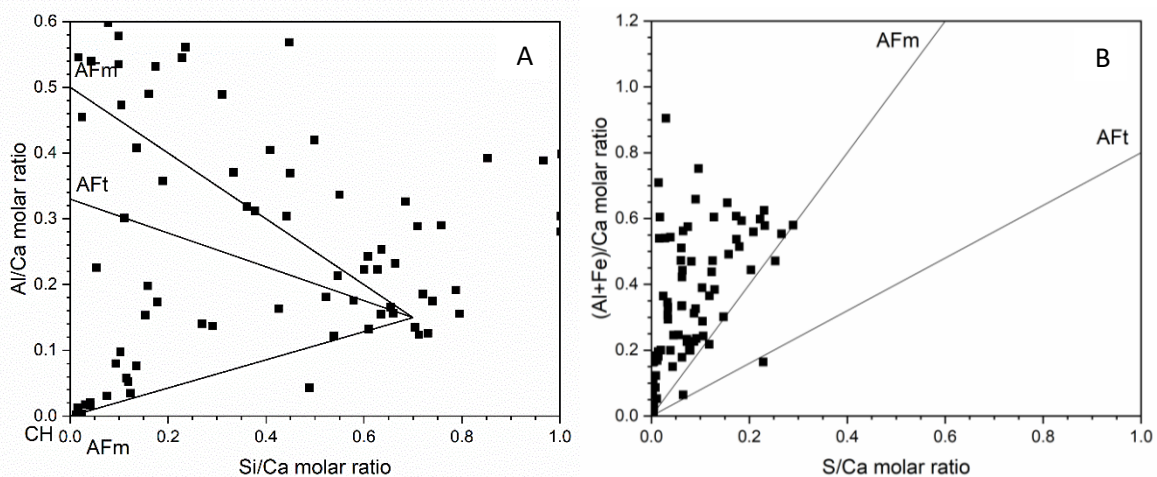 A
AFm
AFt
0.6
0.5
0.4
0.3
0.2
0.1
0.0
Al/Ca molar ratio
CH
0.0 0.2 0.4 0.6 0.8 1.0
AFm
Si/Ca molar ratio
B
AFm
AFt
1.2
1.0
0.8
0.6
0.4
0.2
0.0
(Al+Fe)/Ca molar ratio
0.0 0.2 0.4 0.6 0.8 1.0
S/Ca molar ratio